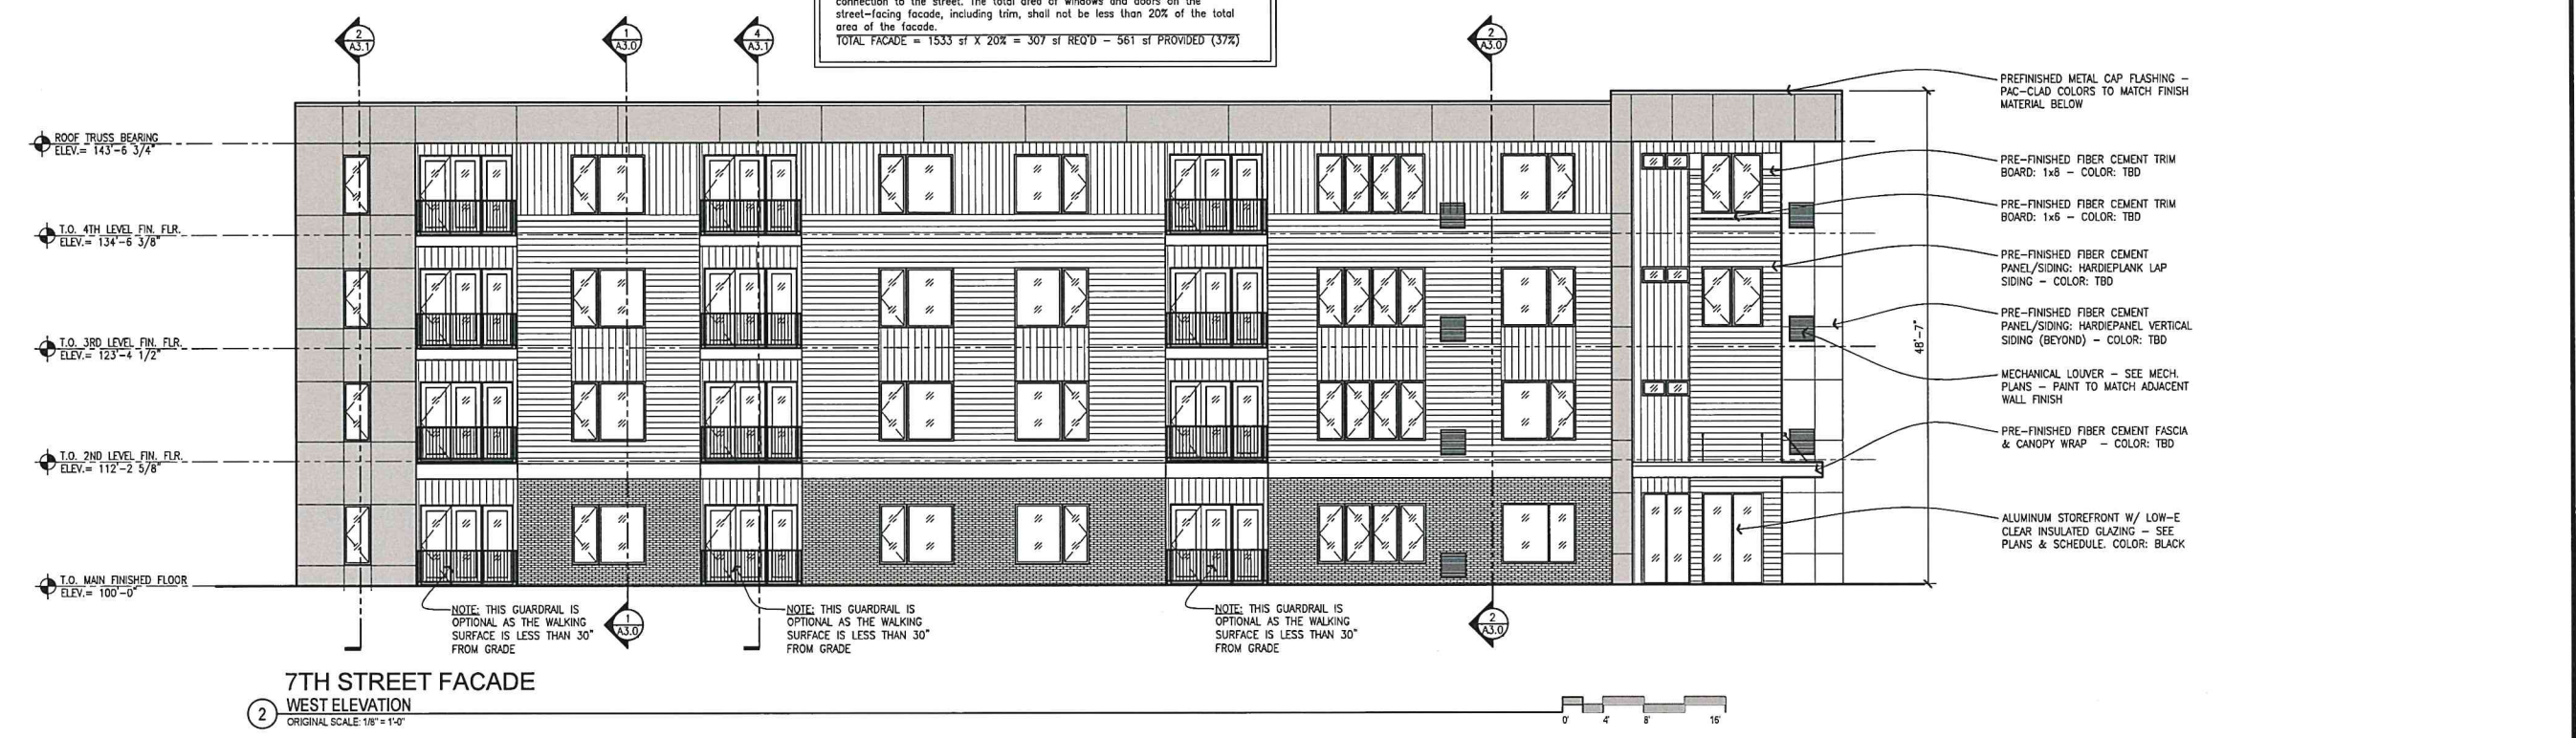 connection to the street. The total area of windows and doors on the
street-facing facade, including trim, shall not be less than 20% of the total
area of the facade.
TOTAL FACADE = 1533 sf X 20% = 307 sf REQ'D - 561 sf PROVIDED (37%)
2
A3.1
1
A3.0
4
A3.1
2
A3.0
PREFINISHED METAL CAP FLASHING -
PAC-CLAD COLORS TO MATCH FINISH
MATERIAL BELOW
ROOF TRUSS BEARING
ELEV.= 143'-6 3/4"
PRE-FINISHED FIBER CEMENT TRIM
BOARD: 1x8 - COLOR: TBD
PRE-FINISHED FIBER CEMENT TRIM
BOARD: 1x6 - COLOR: TBD
T.O. 4TH LEVEL FIN. FLR.
ELEV.= 134'-6 3/8"
PRE-FINISHED FIBER CEMENT
PANEL/SIDING: HARDIEPLANK LAP
SIDING - COLOR: TBD
PRE-FINISHED FIBER CEMENT
PANEL/SIDING: HARDIEPANEL VERTICAL
SIDING (BEYOND) - COLOR: TBD
48'-7"
T.O. 3RD LEVEL FIN. FLR.
ELEV.= 123'-4 1/2"
MECHANICAL LOUVER - SEE MECH.
PLANS - PAINT TO MATCH ADJACENT
WALL FINISH
PRE-FINISHED FIBER CEMENT FASCIA
& CANOPY WRAP - COLOR: TBD
T.O. 2ND LEVEL FIN. FLR.
ELEV.= 112'-2 5/8"
ALUMINUM STOREFRONT W/ LOW-E
CLEAR INSULATED GLAZING - SEE
PLANS & SCHEDULE. COLOR: BLACK
T.O. MAIN FINISHED FLOOR
ELEV.= 100'-0"
NOTE: THIS GUARDRAIL IS
OPTIONAL AS THE WALKING
SURFACE IS LESS THAN 30"
FROM GRADE
1
A3.0
NOTE: THIS GUARDRAIL IS
OPTIONAL AS THE WALKING
SURFACE IS LESS THAN 30"
FROM GRADE
NOTE: THIS GUARDRAIL IS
OPTIONAL AS THE WALKING
SURFACE IS LESS THAN 30"
FROM GRADE
2
A3.0
7TH STREET FACADE
2
WEST ELEVATION
ORIGINAL SCALE: 1/8" = 1'-0"
0' 4' 8' 16'